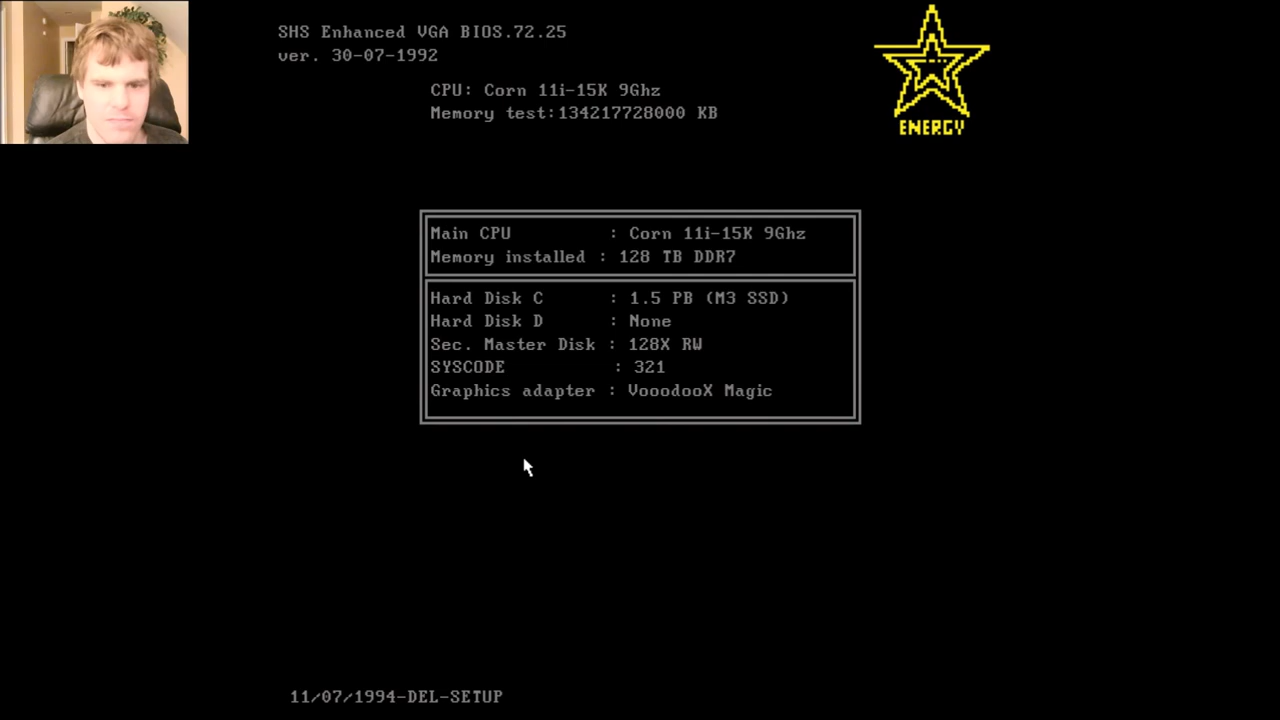 SHS Enhanced VGA BIOS.72.25
ver. 30-07-1992
ENERGY
CPU: Corn 11i-15K 9Ghz
Memory test:134217728000 KB
Main CPU : Corn 11i-15K 9Ghz
Memory installed : 128 TB DDR7
Hard Disk C : 1.5 PB (M3 SSD)
Hard Disk D : None
Sec. Master Disk : 128X RW
SYSCODE : 321
Graphics adapter : VooodooX Magic
11/07/1994-DEL-SETUP